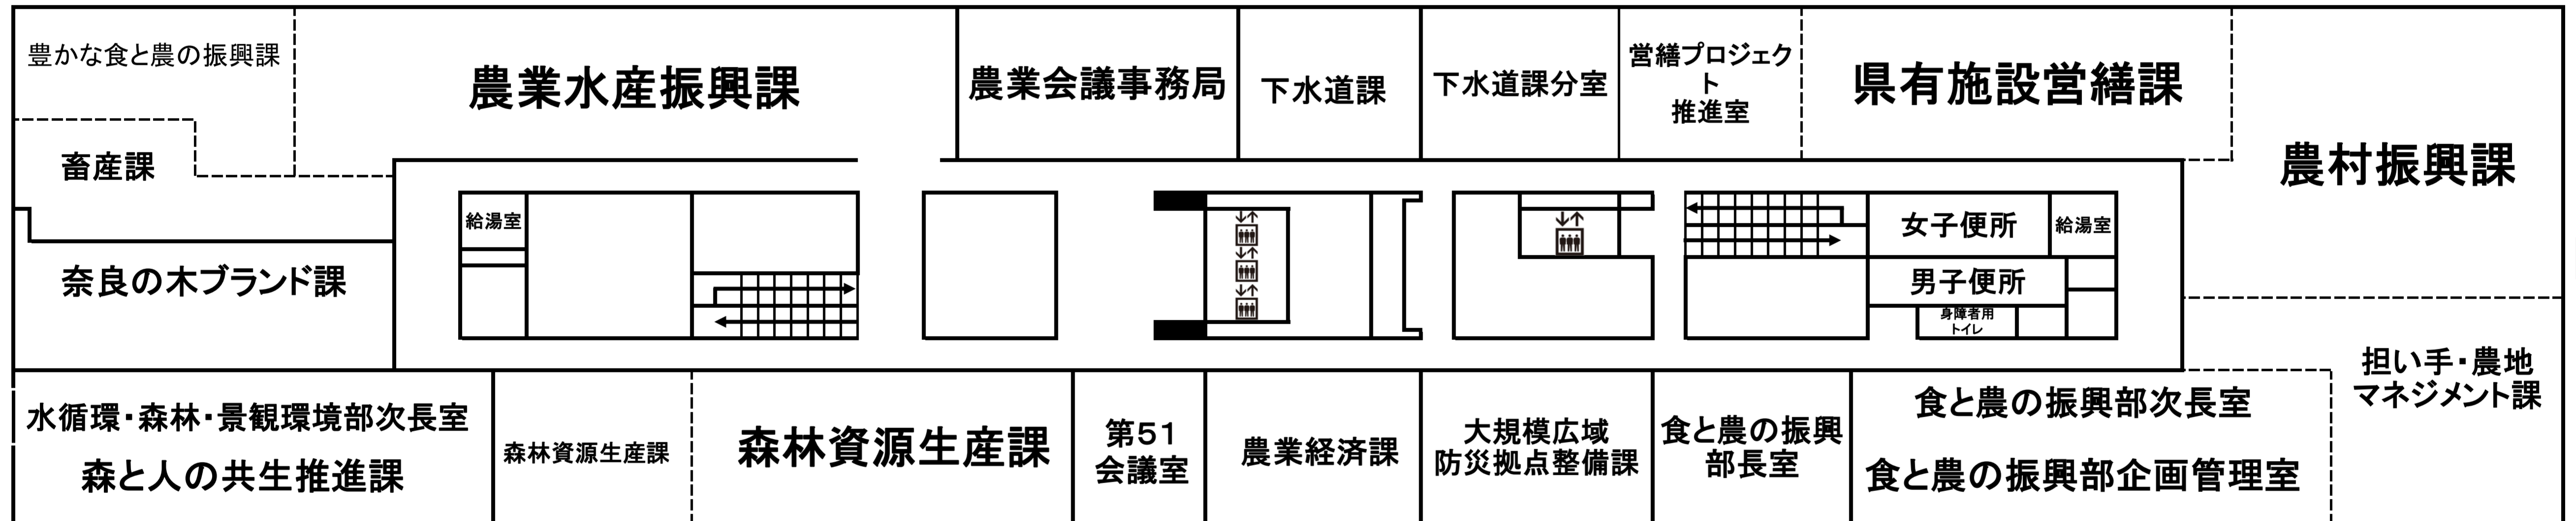 豊かな食と農の振興課
農業水産振興課
農業会議事務局
下水道課
下水道課分室
営繕プロジェク
ト
推進室
県有施設営繕課
農村振興課
畜産課
奈良の木ブランド課
給湯室
女子便所
給湯室
男子便所
身障者用
トイレ
担い手・農地
マネジメント課
水循環・森林・景観環境部次長室
森と人の共生推進課
森林資源生産課
森林資源生産課
第51
会議室
農業経済課
大規模広域
防災拠点整備課
食と農の振興
部長室
食と農の振興部次長室
食と農の振興部企画管理室